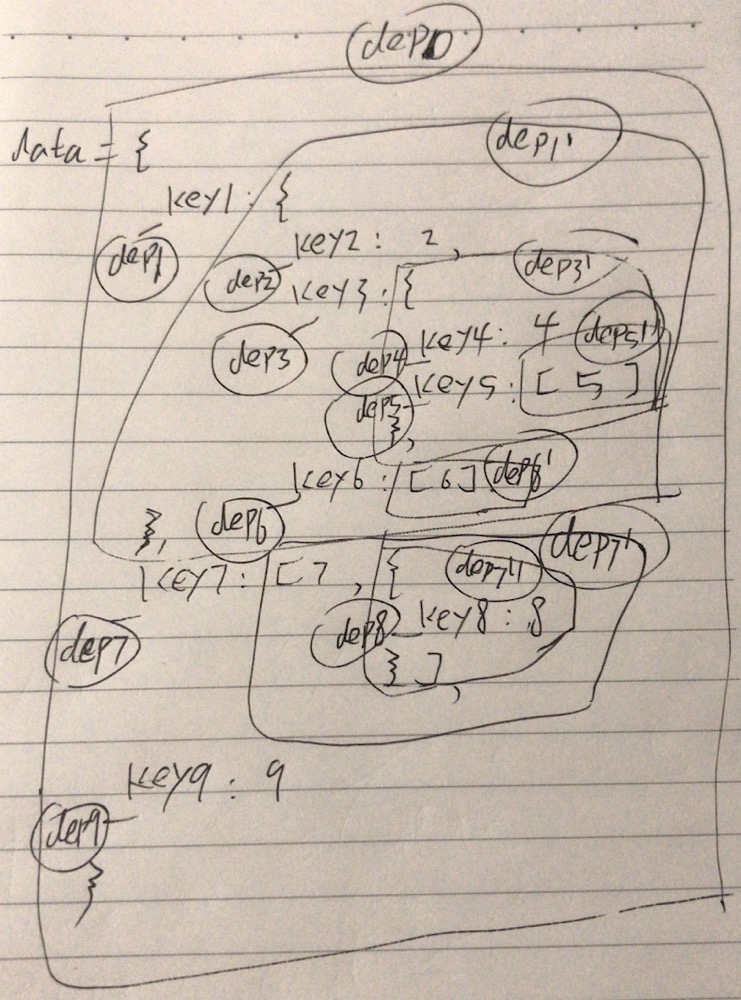 dep0
dep1'
data = {
key1 : {
key2 : 2,
dep1
dep2
key3 : {
dep3'
dep3
key4 : 4
dep5'
dep4
key5 : [ 5 ]
dep5
},
key6 : [ 6 ]
dep6'
},
dep6
dep7'
key7 : [ 7 , {
dep7''
dep8
key8 : 8
dep7
} ]
,
key9 : 9
dep9
}